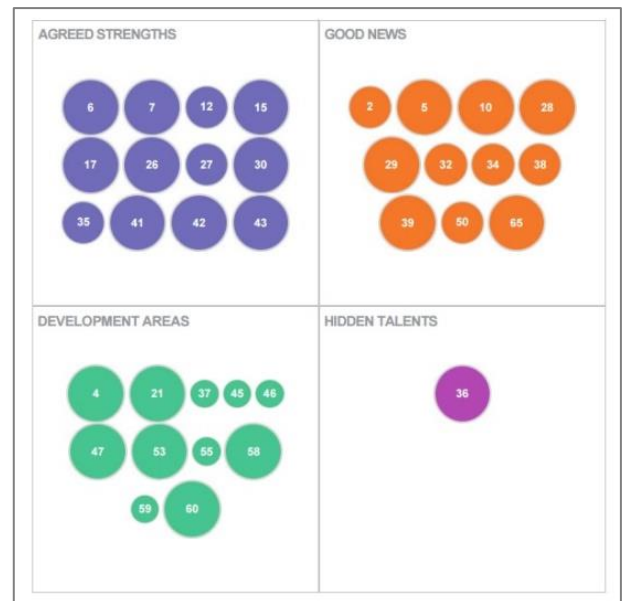 AGREED STRENGTHS
6 7 12 15
17 26 27 30
35 41 42 43
GOOD NEWS
2 5 10 28
29 32 34 38
39 50 65
DEVELOPMENT AREAS
4 21 37 45 46
47 53 55 58
59 60
HIDDEN TALENTS
36